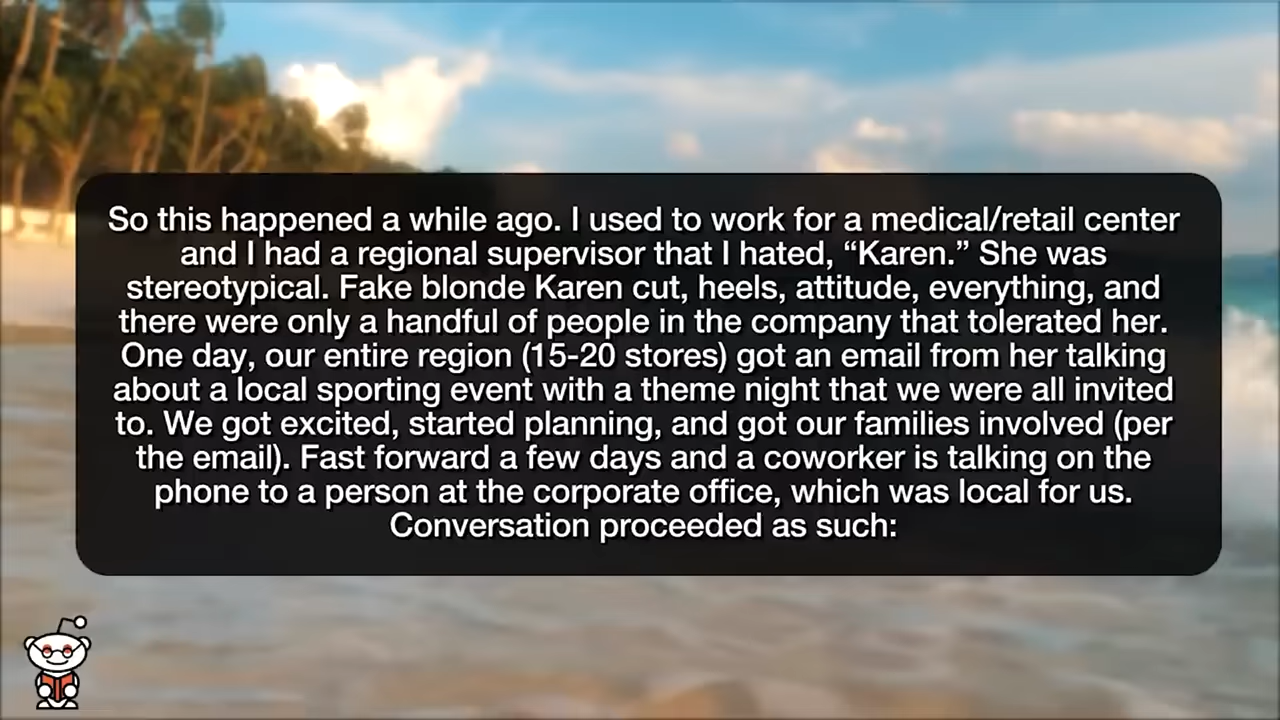 So this happened a while ago. I used to work for a medical/retail center
and I had a regional supervisor that I hated, “Karen.” She was
stereotypical. Fake blonde Karen cut, heels, attitude, everything, and
there were only a handful of people in the company that tolerated her.
One day, our entire region (15-20 stores) got an email from her talking
about a local sporting event with a theme night that we were all invited
to. We got excited, started planning, and got our families involved (per
the email). Fast forward a few days and a coworker is talking on the
phone to a person at the corporate office, which was local for us.
Conversation proceeded as such: